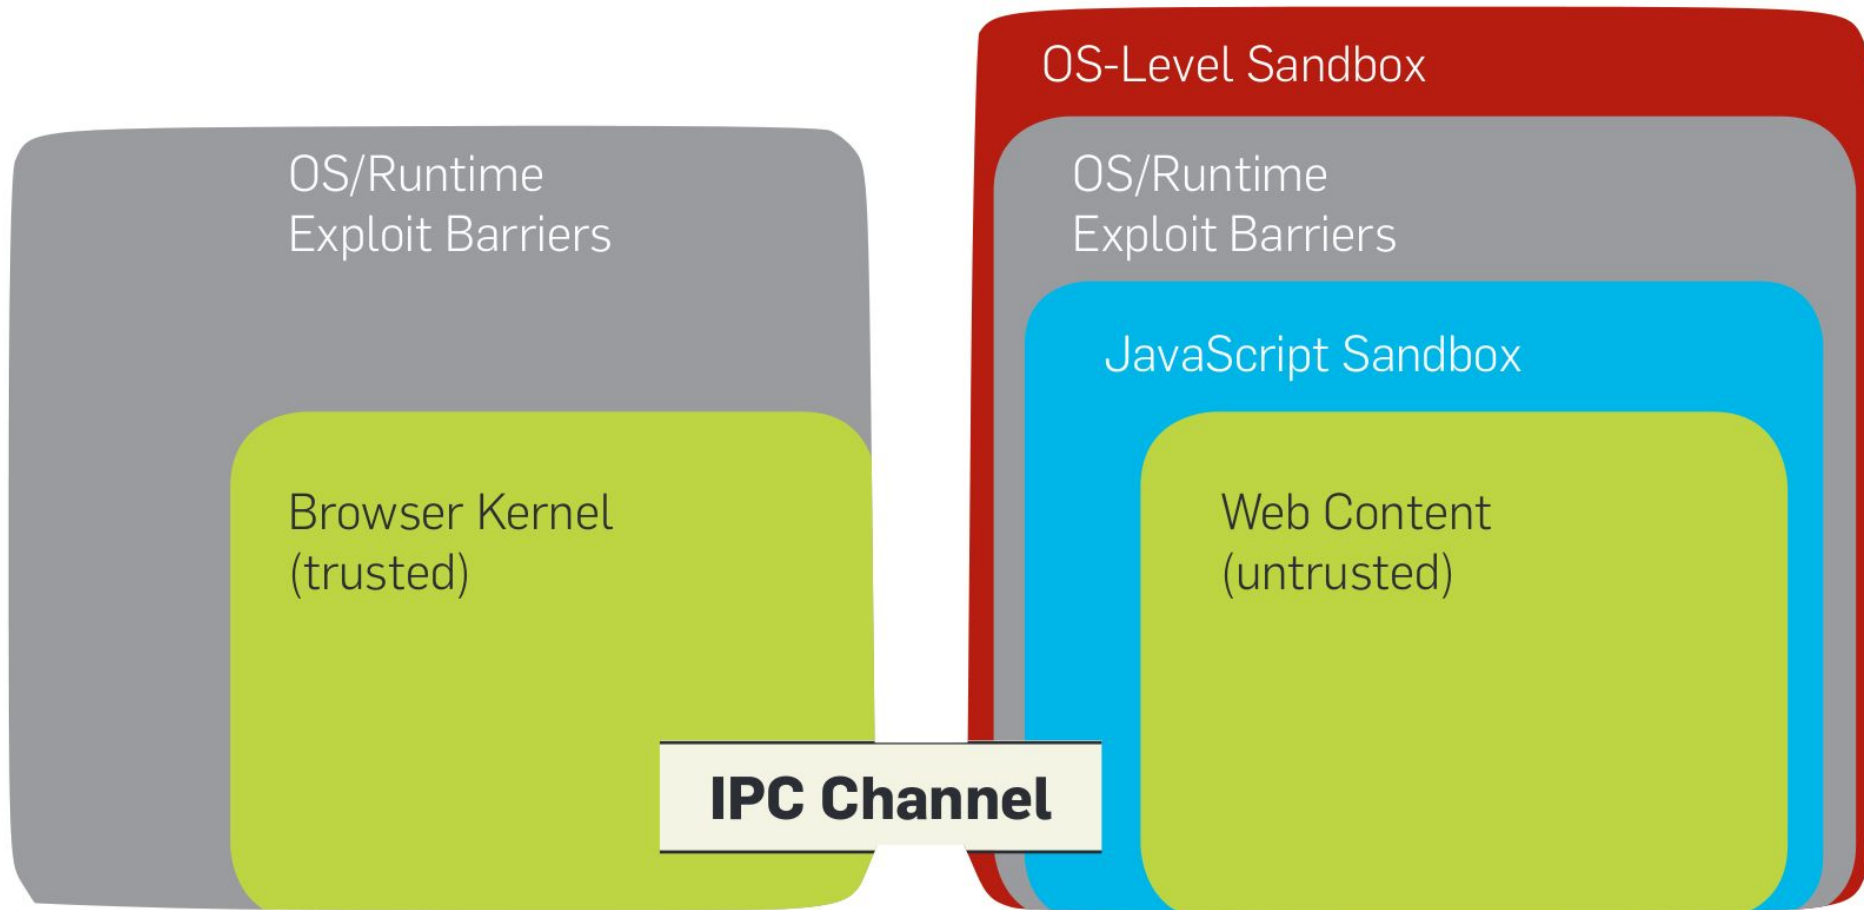 OS/Runtime
Exploit Barriers
Browser Kernel
(trusted)
IPC Channel
OS-Level Sandbox
OS/Runtime
Exploit Barriers
JavaScript Sandbox
Web Content
(untrusted)